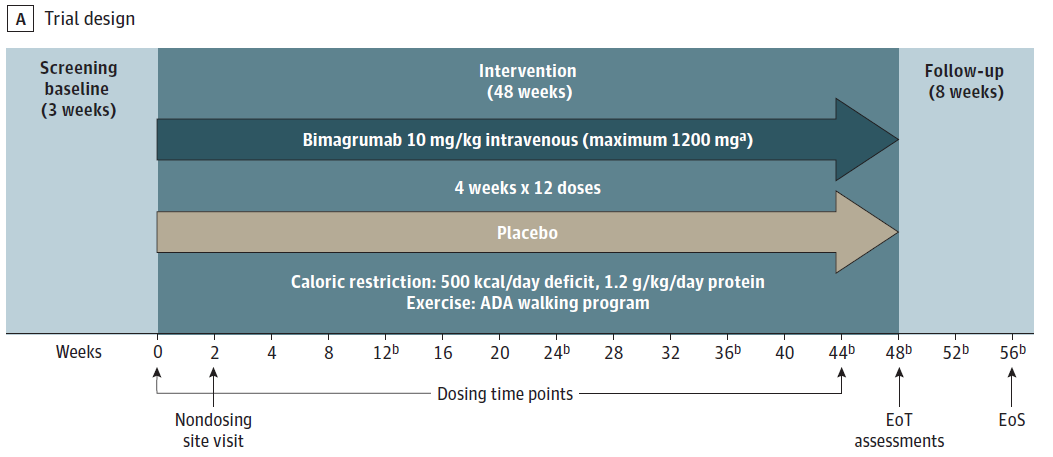 A Trial design
Screening
baseline
(3 weeks)
Intervention
(48 weeks)
Follow-up
(8 weeks)
Bimagrumab 10 mg/kg intravenous (maximum 1200 mgᵃ)
4 weeks x 12 doses
Placebo
Caloric restriction: 500 kcal/day deficit, 1.2 g/kg/day protein
Exercise: ADA walking program
Weeks 0 2 4 8 12ᵇ 16 20 24ᵇ 28 32 36ᵇ 40 44ᵇ 48ᵇ 52ᵇ 56ᵇ
Dosing time points
Nondosing
site visit
EoT
assessments
EoS